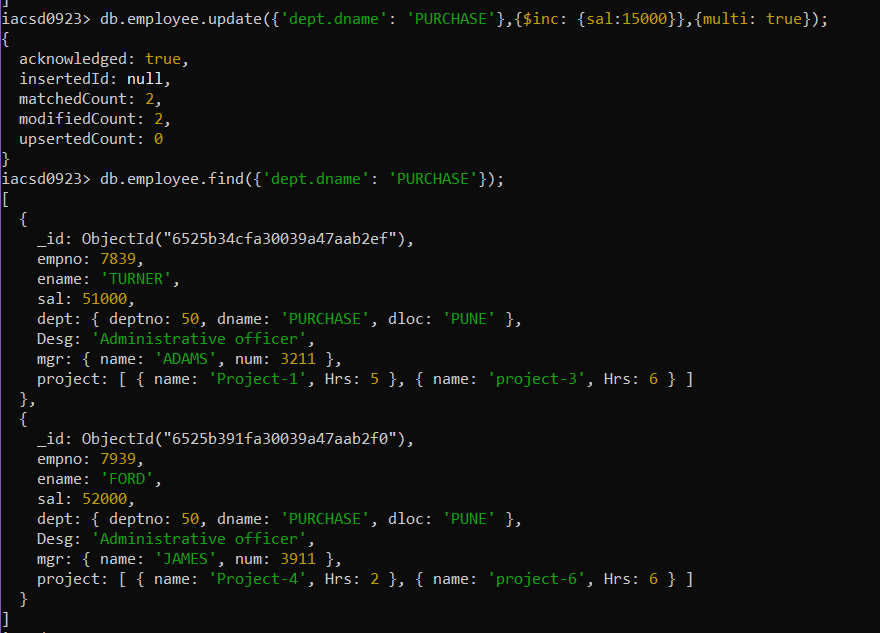 iacsd0923> db.employee.update({'dept.dname': 'PURCHASE'},{$inc: {sal:15000}},{multi: true});
{
  acknowledged: true,
  insertedId: null,
  matchedCount: 2,
  modifiedCount: 2,
  upsertedCount: 0
}
iacsd0923> db.employee.find({'dept.dname': 'PURCHASE'});
[
  {
    _id: ObjectId("6525b34cfa30039a47aab2ef"),
    empno: 7839,
    ename: 'TURNER',
    sal: 51000,
    dept: { deptno: 50, dname: 'PURCHASE', dloc: 'PUNE' },
    Desg: 'Administrative officer',
    mgr: { name: 'ADAMS', num: 3211 },
    project: [ { name: 'Project-1', Hrs: 5 }, { name: 'project-3', Hrs: 6 } ]
  },
  {
    _id: ObjectId("6525b391fa30039a47aab2f0"),
    empno: 7939,
    ename: 'FORD',
    sal: 52000,
    dept: { deptno: 50, dname: 'PURCHASE', dloc: 'PUNE' },
    Desg: 'Administrative officer',
    mgr: { name: 'JAMES', num: 3911 },
    project: [ { name: 'Project-4', Hrs: 2 }, { name: 'project-6', Hrs: 6 } ]
  }
]